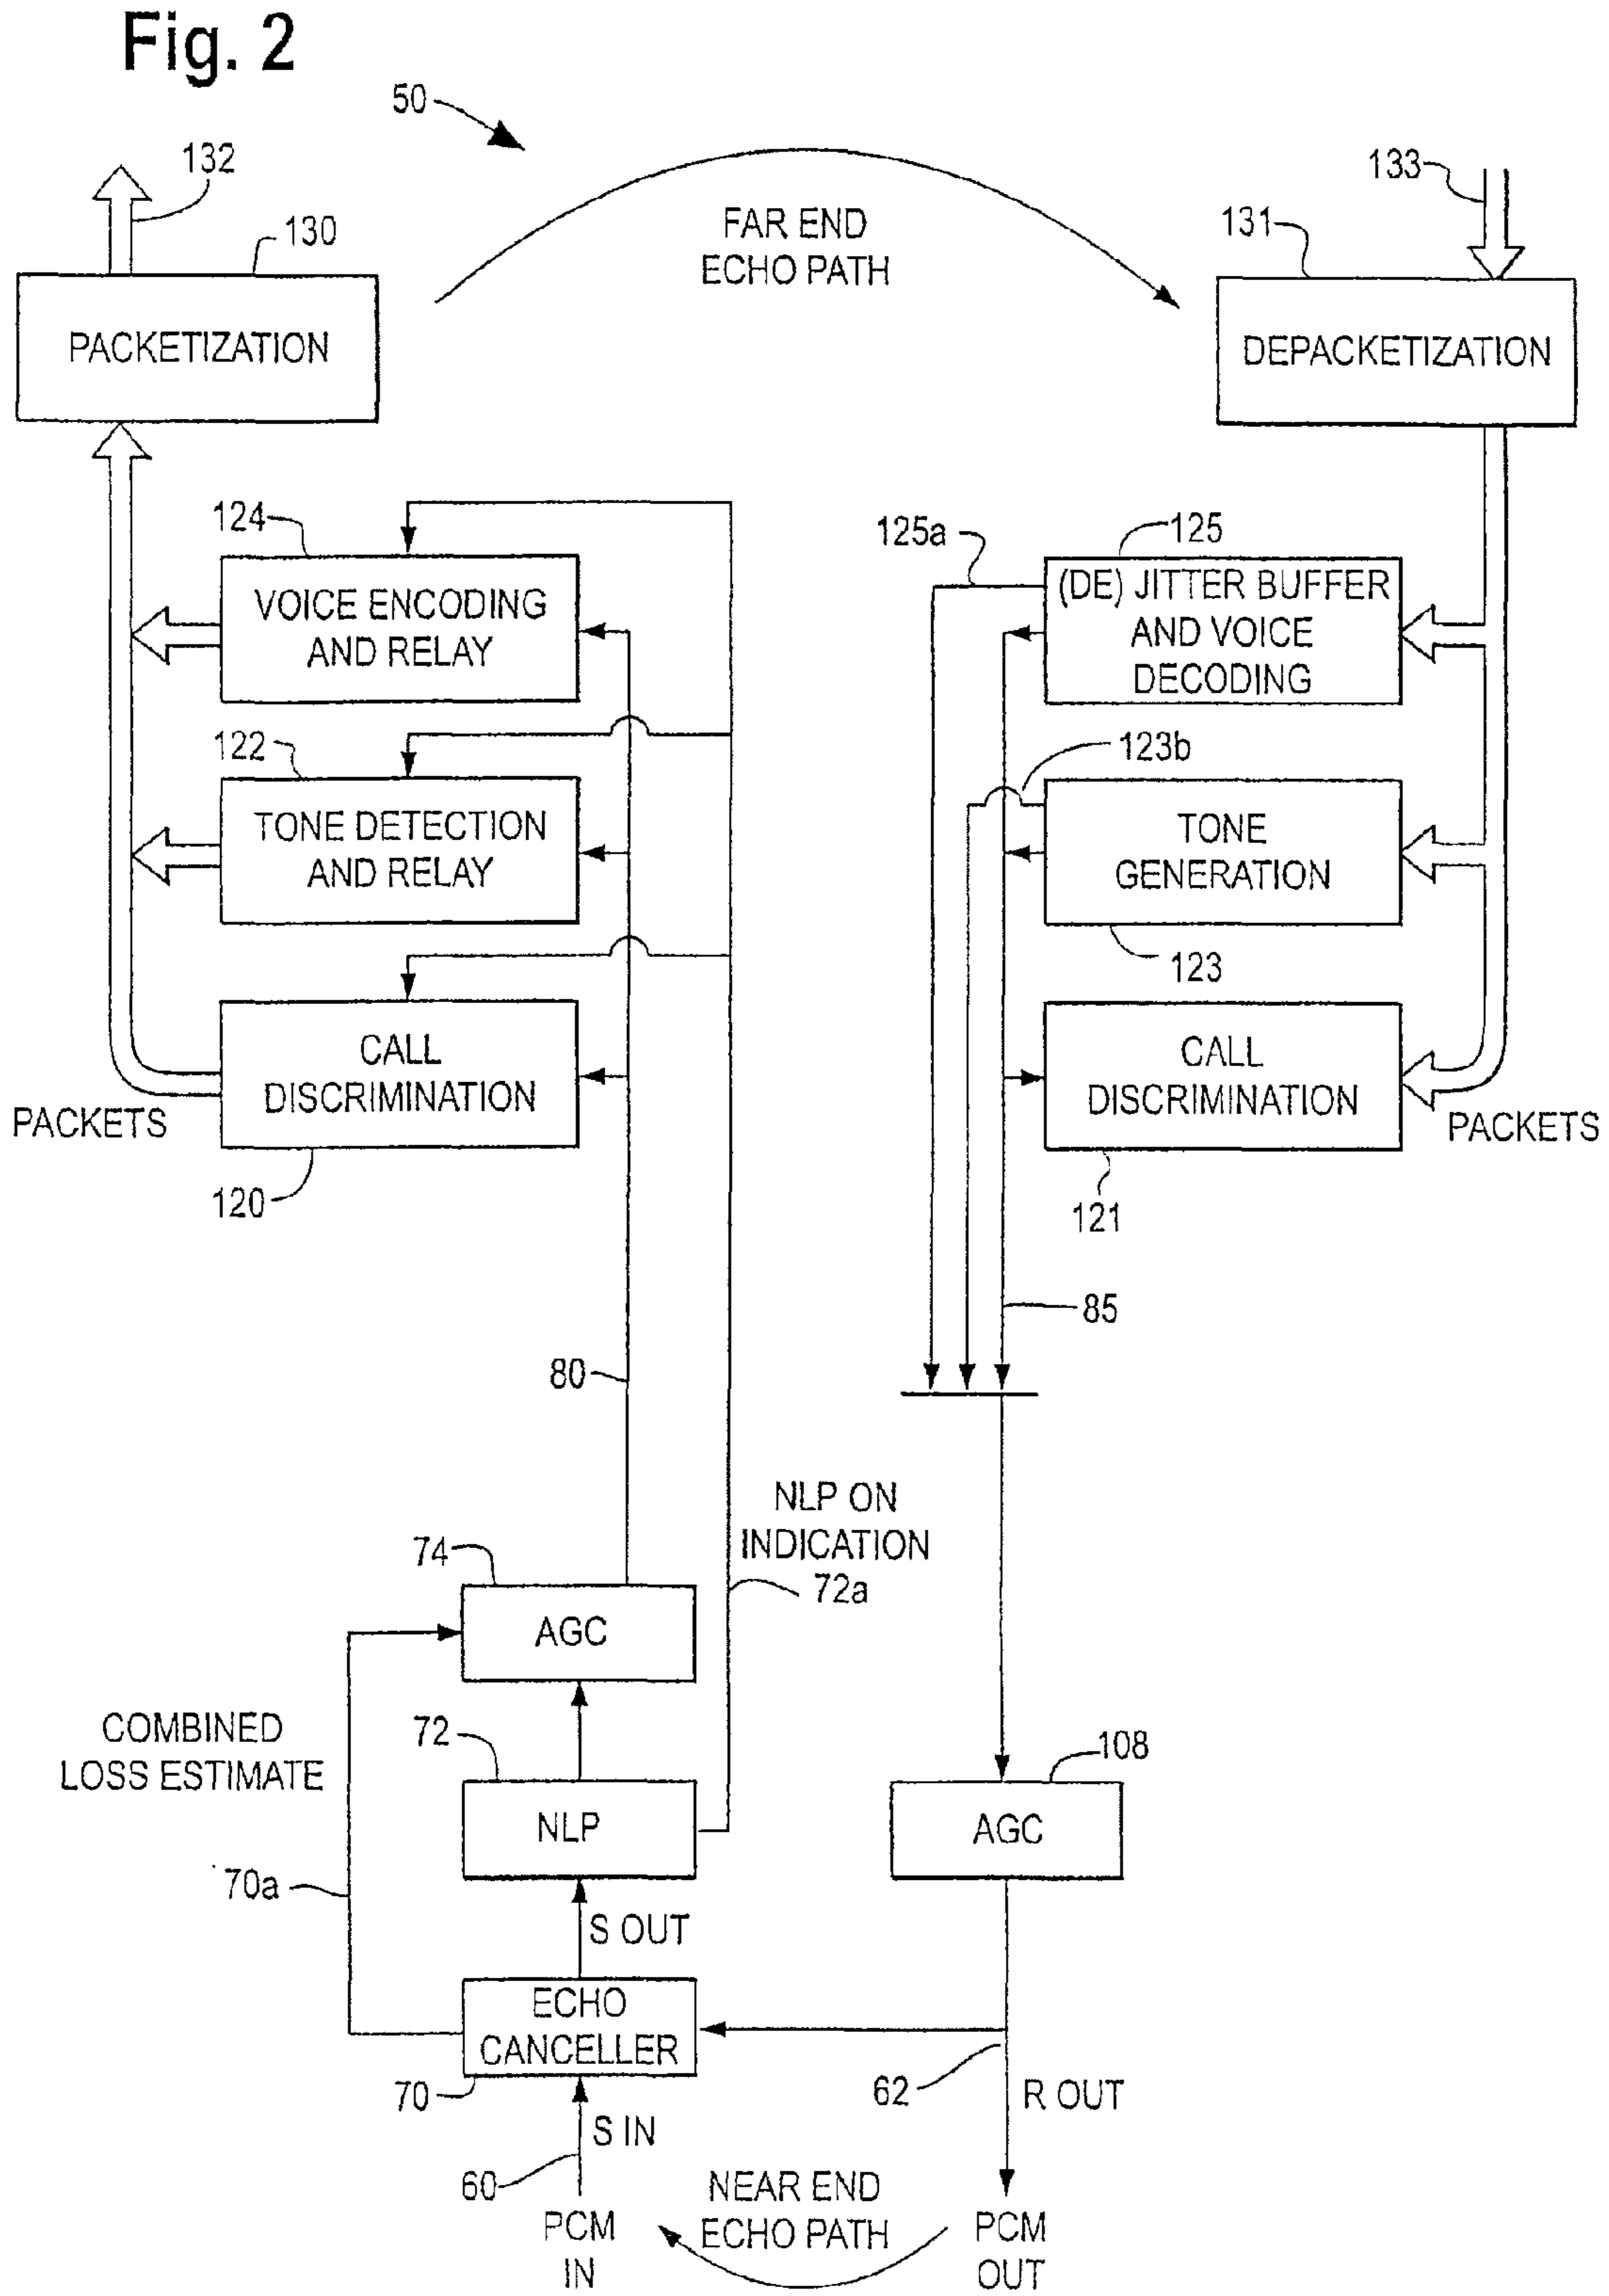 Fig. 2
50
132
133
130
131
FAR END
ECHO PATH
PACKETIZATION
DEPACKETIZATION
124
125a
125
VOICE ENCODING
AND RELAY
(DE) JITTER BUFFER
AND VOICE
DECODING
122
123b
TONE DETECTION
AND RELAY
TONE
GENERATION
123
CALL
DISCRIMINATION
CALL
DISCRIMINATION
PACKETS
PACKETS
120
121
85
80
NLP ON
INDICATION
74
72a
AGC
COMBINED
LOSS ESTIMATE
72
108
NLP
AGC
70a
S OUT
ECHO
CANCELLER
70
62
R OUT
S IN
60
NEAR END
ECHO PATH
PCM
IN
PCM
OUT